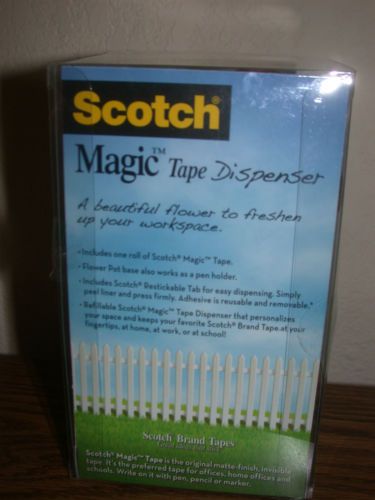 Scotch®
Magic™ Tape Dispenser
A beautiful flower to freshen
up your workspace.
• Includes one roll of Scotch® Magic™ Tape.
• Flower Pot base also works as a pen holder.
• Includes Scotch® Restickable Tab for easy dispensing. Simply
peel liner and press firmly. Adhesive is reusable and removable.*
• Refillable Scotch® Magic™ Tape Dispenser that personalizes
your space and keeps your favorite Scotch® Brand Tape at your
fingertips, at home, at work, or at school!
Scotch® Brand Tapes
Scotch® Magic™ Tape is the original matte-finish, invisible
tape. It's the preferred tape for offices, home offices and
schools. Write on it with pen, pencil or marker.